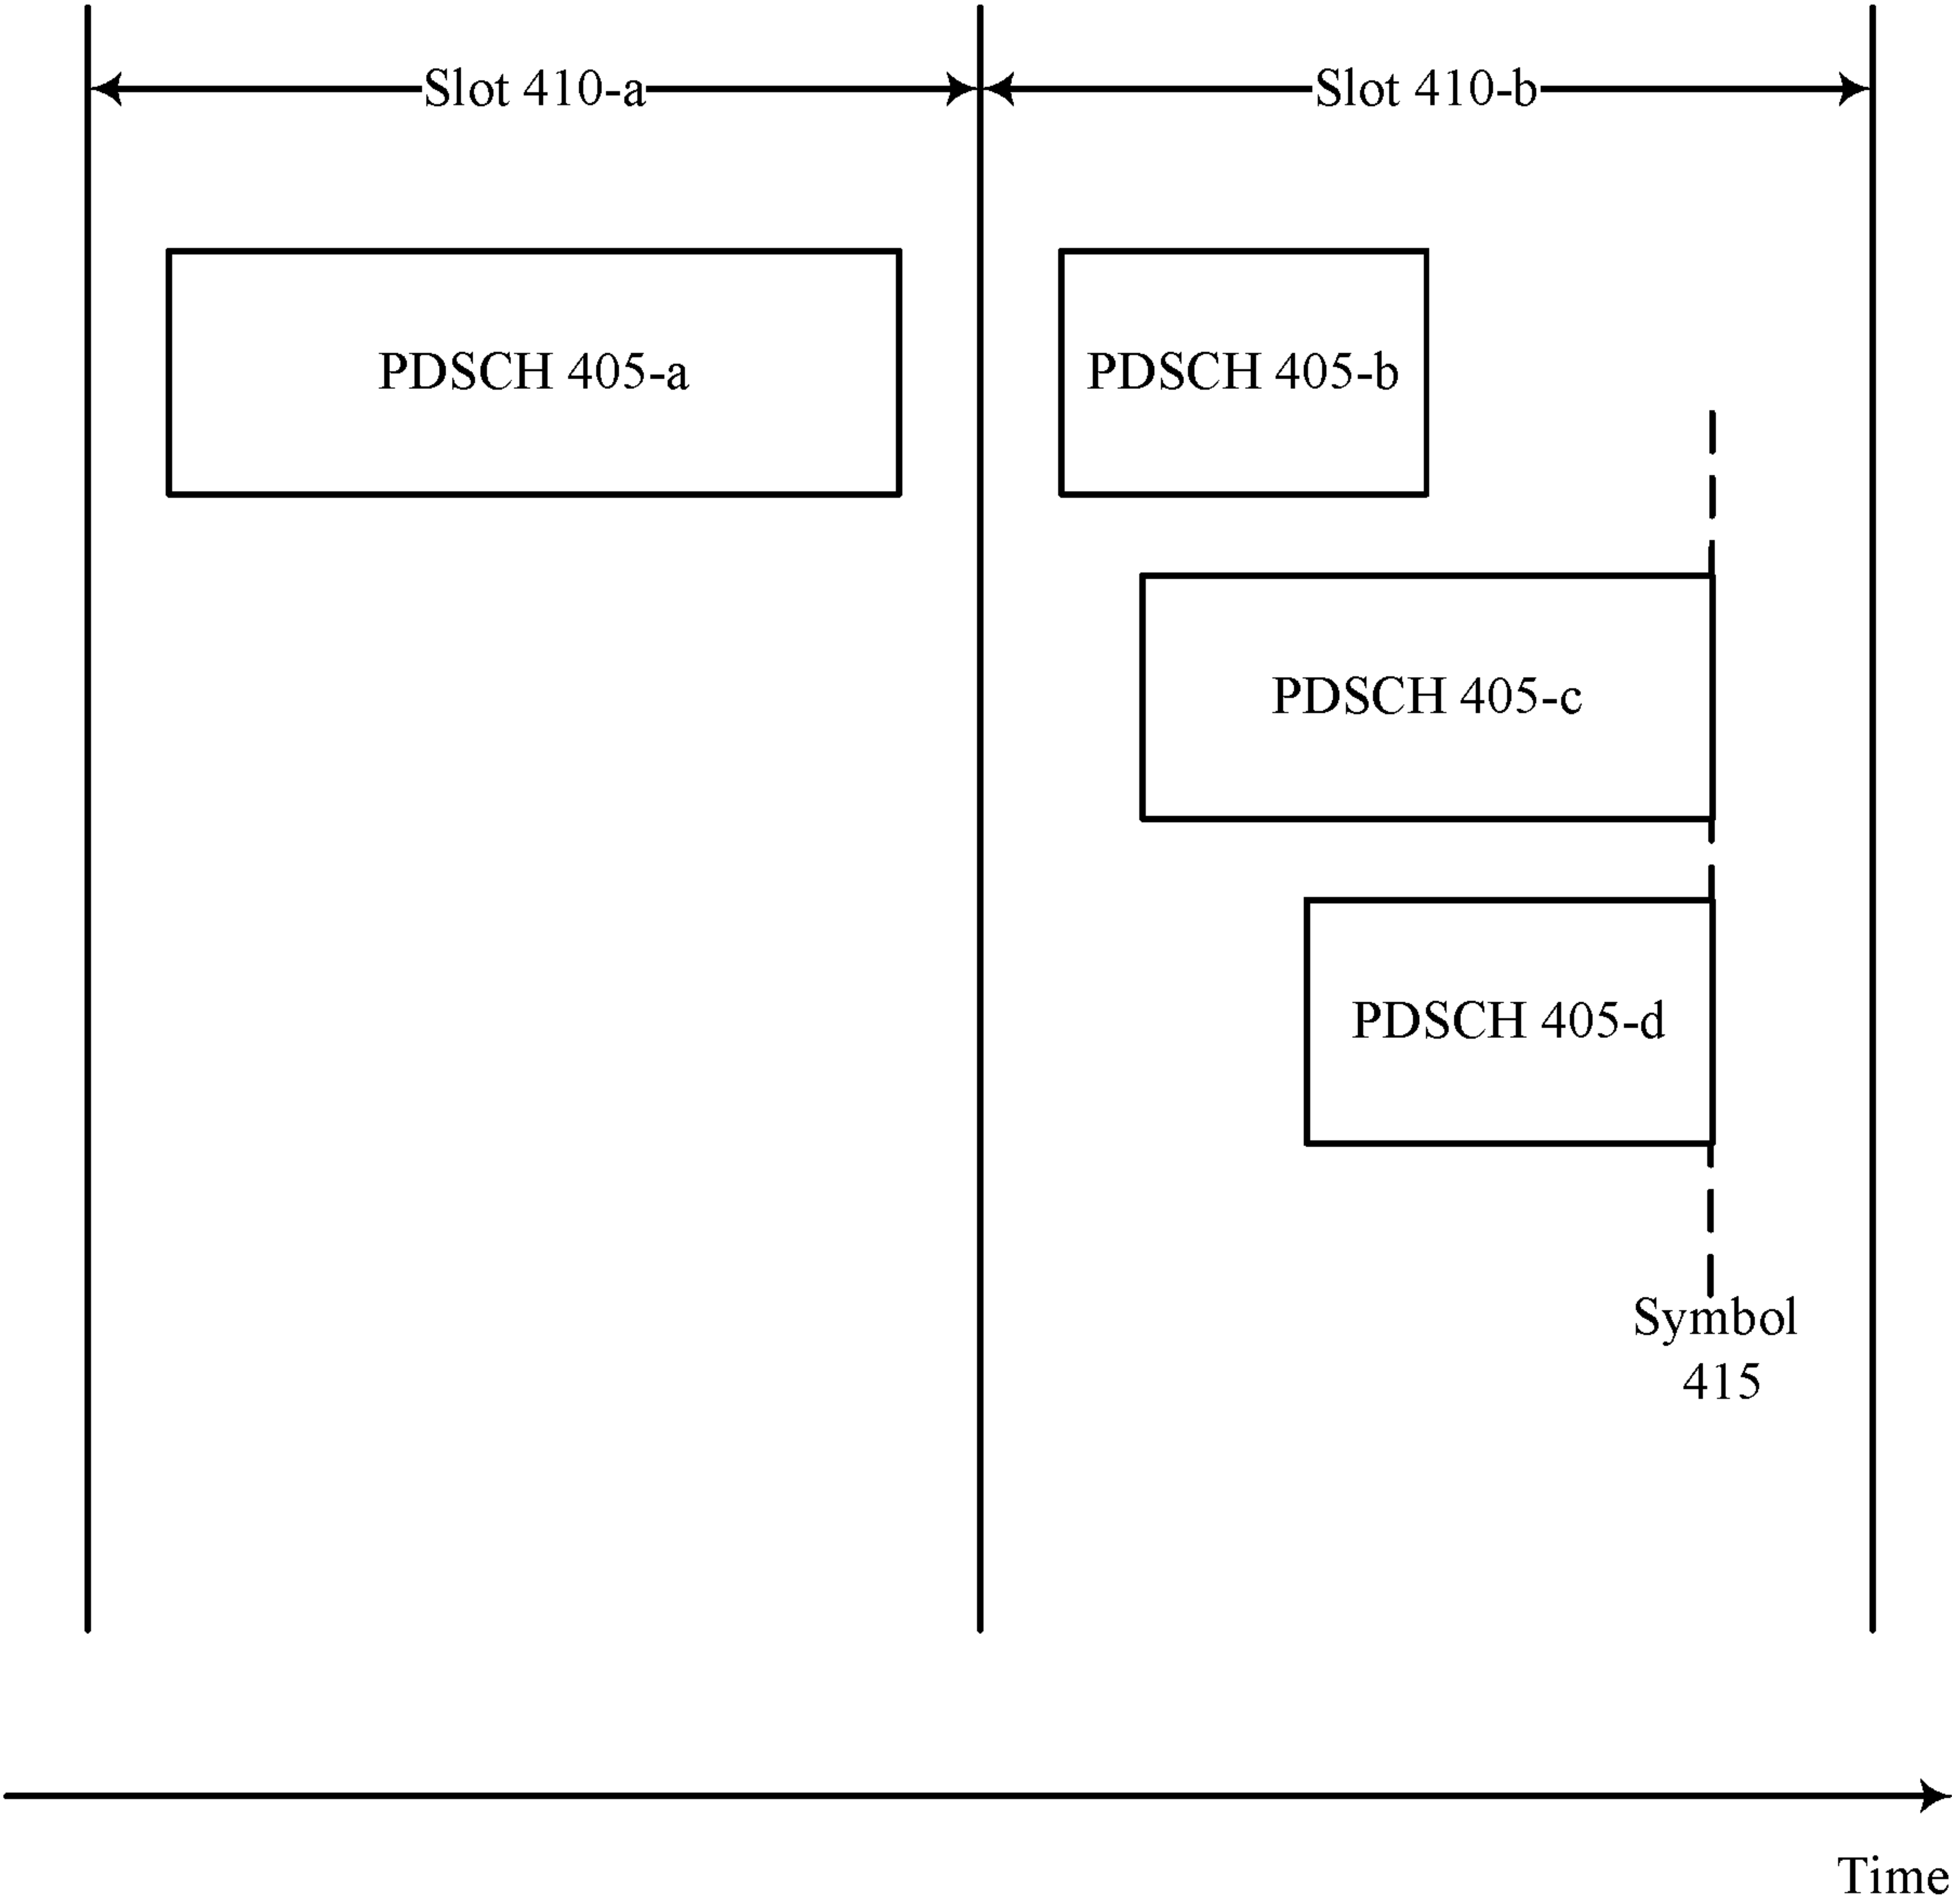 Slot 410-a
Slot 410-b
PDSCH 405-a
PDSCH 405-b
PDSCH 405-c
PDSCH 405-d
Symbol
415
Time